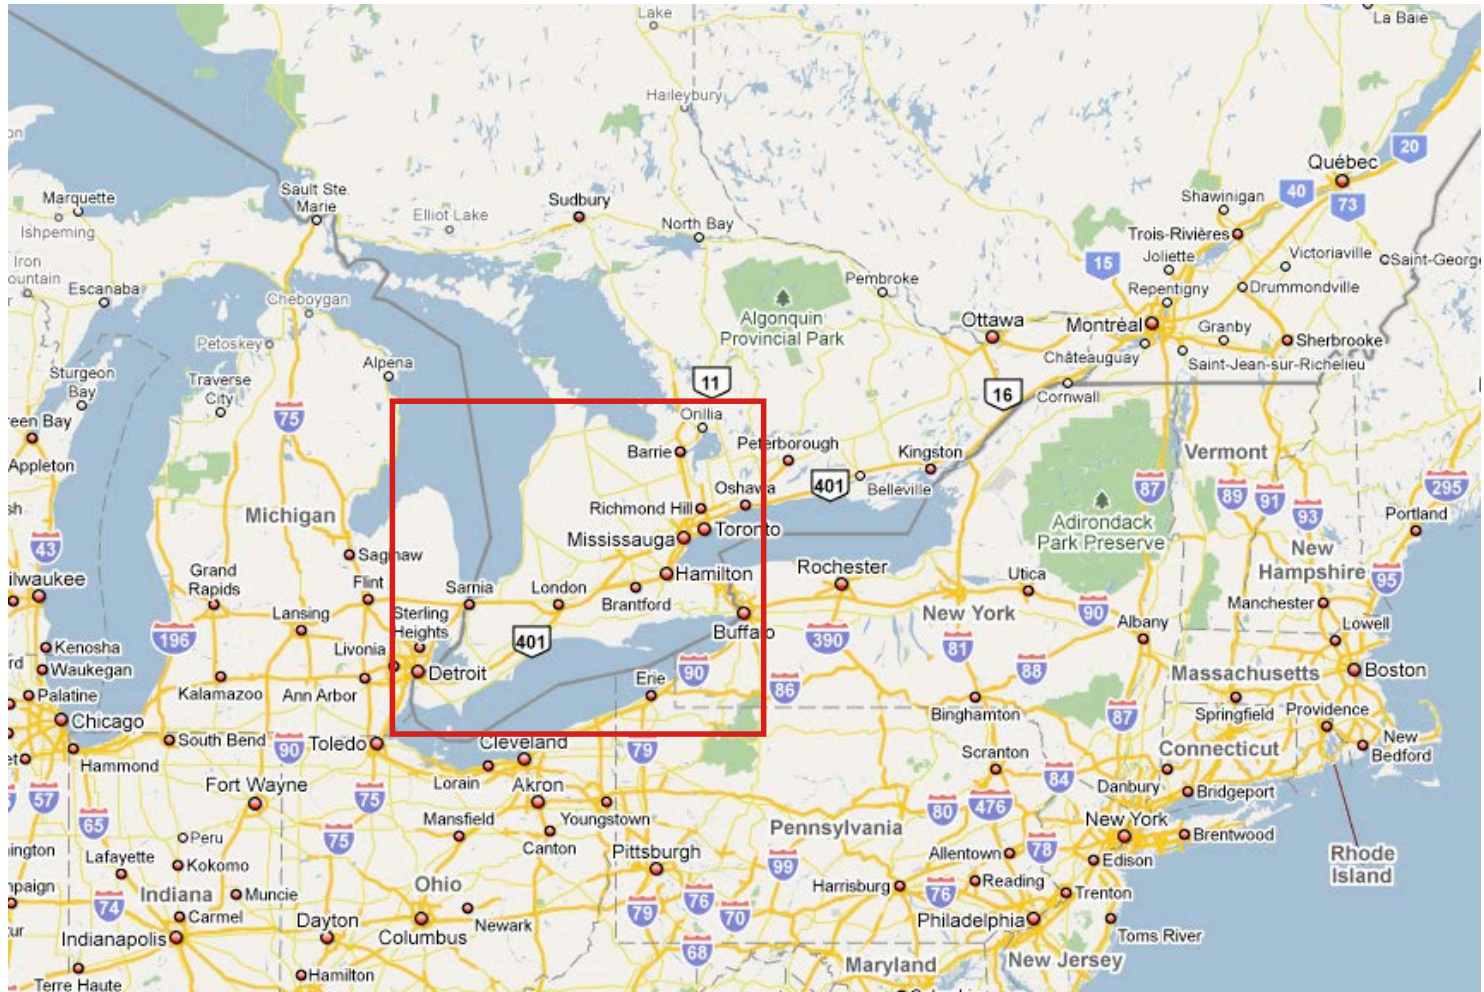 Lake
La Baie
Haileybury
20
Québec
Marquette
Sault Ste.
Marie
Elliot Lake
Sudbury
North Bay
Shawinigan
40
73
Ishpeming
Trois-Rivières
Iron
Joliette
Victoriaville
Escanaba
Cheboygan
15
Pembroke
Repentigny
Drummondville
Algonquin
Provincial Park
Ottawa
Montréal
Granby
Sherbrooke
Petoskey
Châteauguay
Saint-Jean-sur-Richelieu
Alpena
Sturgeon
Bay
Traverse
City
11
16
Cornwall
75
Orillia
Barrie
Peterborough
Kingston
Vermont
Appleton
401
Belleville
87
89
91
93
295
Portland
Oshawa
Richmond Hill
Toronto
Mississauga
Michigan
Adirondack
Park Preserve
New
Hampshire
43
Saginaw
Grand
Rapids
Flint
Sarnia
London
Hamilton
Brantford
Rochester
Utica
95
Manchester
Lansing
Sterling
Heights
New York
90
Albany
Lowell
196
401
Buffalo
390
81
88
Kenosha
Livonia
Waukegan
Detroit
90
Erie
86
Massachusetts
Boston
Palatine
Kalamazoo
Ann Arbor
Binghamton
87
Springfield
Providence
Chicago
South Bend
90
Toledo
Cleveland
79
Connecticut
New
Bedford
Hammond
Lorain
Akron
Scranton
84
Danbury
Bridgeport
57
Fort Wayne
75
80
476
65
Mansfield
Youngstown
Pennsylvania
New York
Brentwood
Peru
75
Canton
Pittsburgh
99
Allentown
78
Edison
Rhode
Island
Lafayette
Kokomo
Ohio
Harrisburg
76
Reading
Trenton
Indiana
Muncie
74
Carmel
Dayton
Newark
79
76
70
Philadelphia
Indianapolis
Columbus
68
Toms River
Terre Haute
Hamilton
Maryland
New Jersey